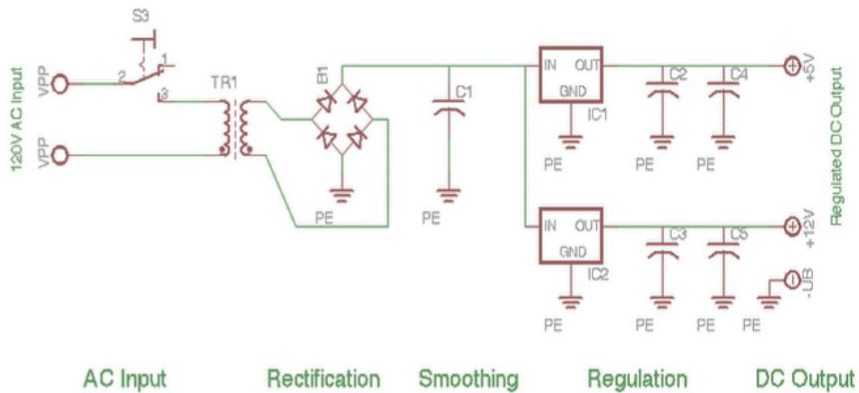 S3
1
2
3
VPP
VPP
120V AC Input
TR1
B1
PE
C1
PE
IN OUT
GND
IC1
PE
C2
PE
C4
PE
+5V
Regulated DC Output
IN OUT
GND
IC2
PE
C3
PE
C5
PE
+12V
-UB
PE
AC Input Rectification Smoothing Regulation DC Output